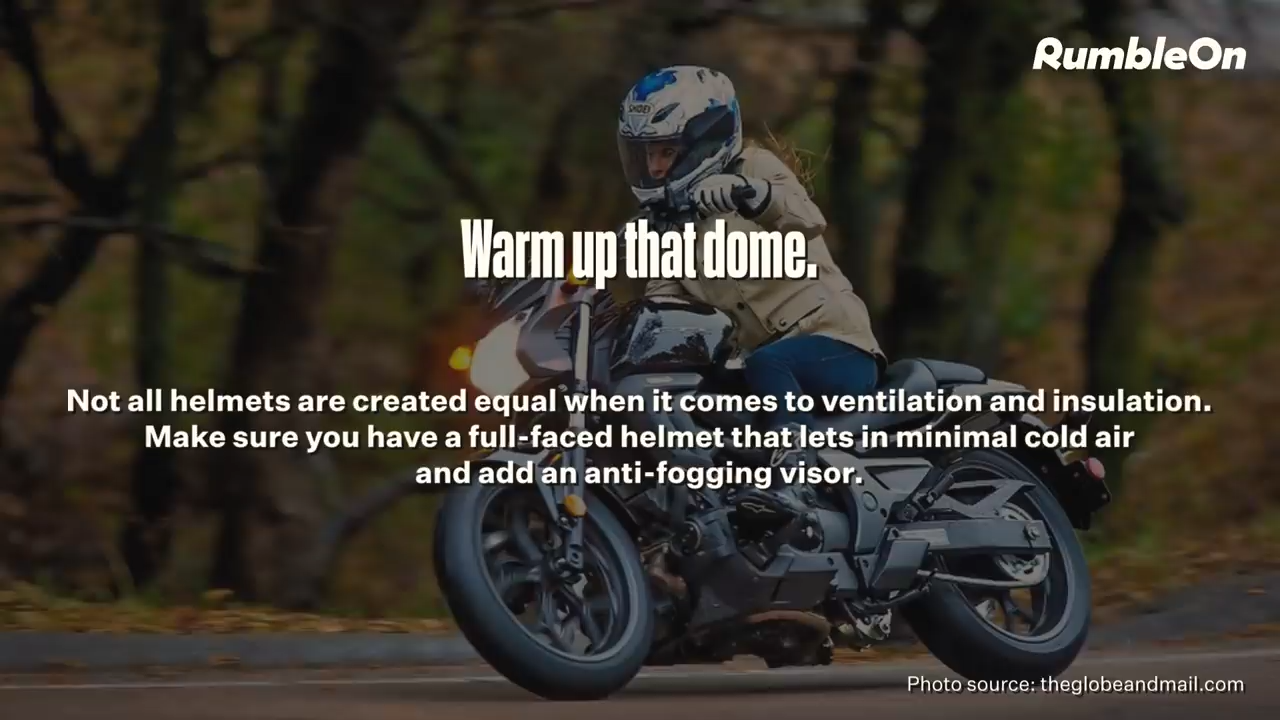 RumbleOn
SHOEI
Warm up that dome.
Not all helmets are created equal when it comes to ventilation and insulation.
Make sure you have a full-faced helmet that lets in minimal cold air
and add an anti-fogging visor.
Photo source: theglobeandmail.com